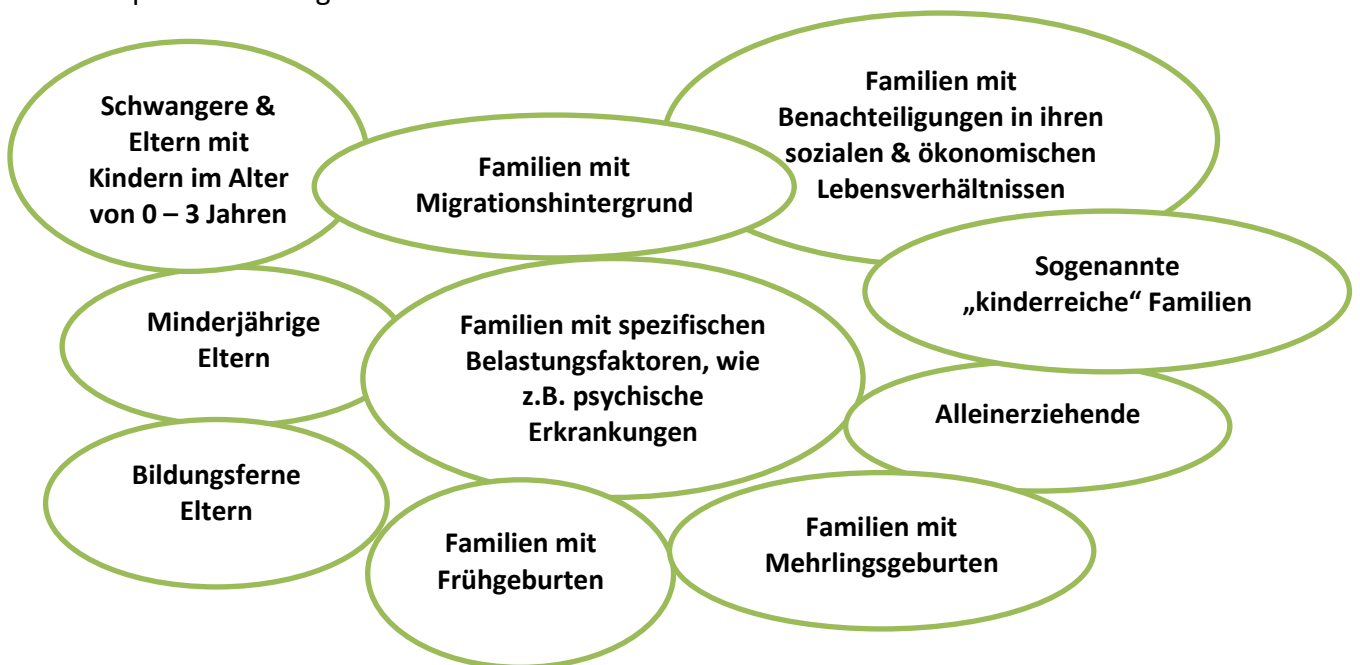 Schwangere &
Eltern mit
Kindern im Alter
von 0 – 3 Jahren
Familien mit
Migrationshintergrund
Familien mit
Benachteiligungen in ihren
sozialen & ökonomischen
Lebensverhältnissen
Sogenannte
„kinderreiche“ Familien
Minderjährige
Eltern
Familien mit spezifischen
Belastungsfaktoren, wie
z.B. psychische
Erkrankungen
Alleinerziehende
Bildungsferne
Eltern
Familien mit
Frühgeburten
Familien mit
Mehrlingsgeburten